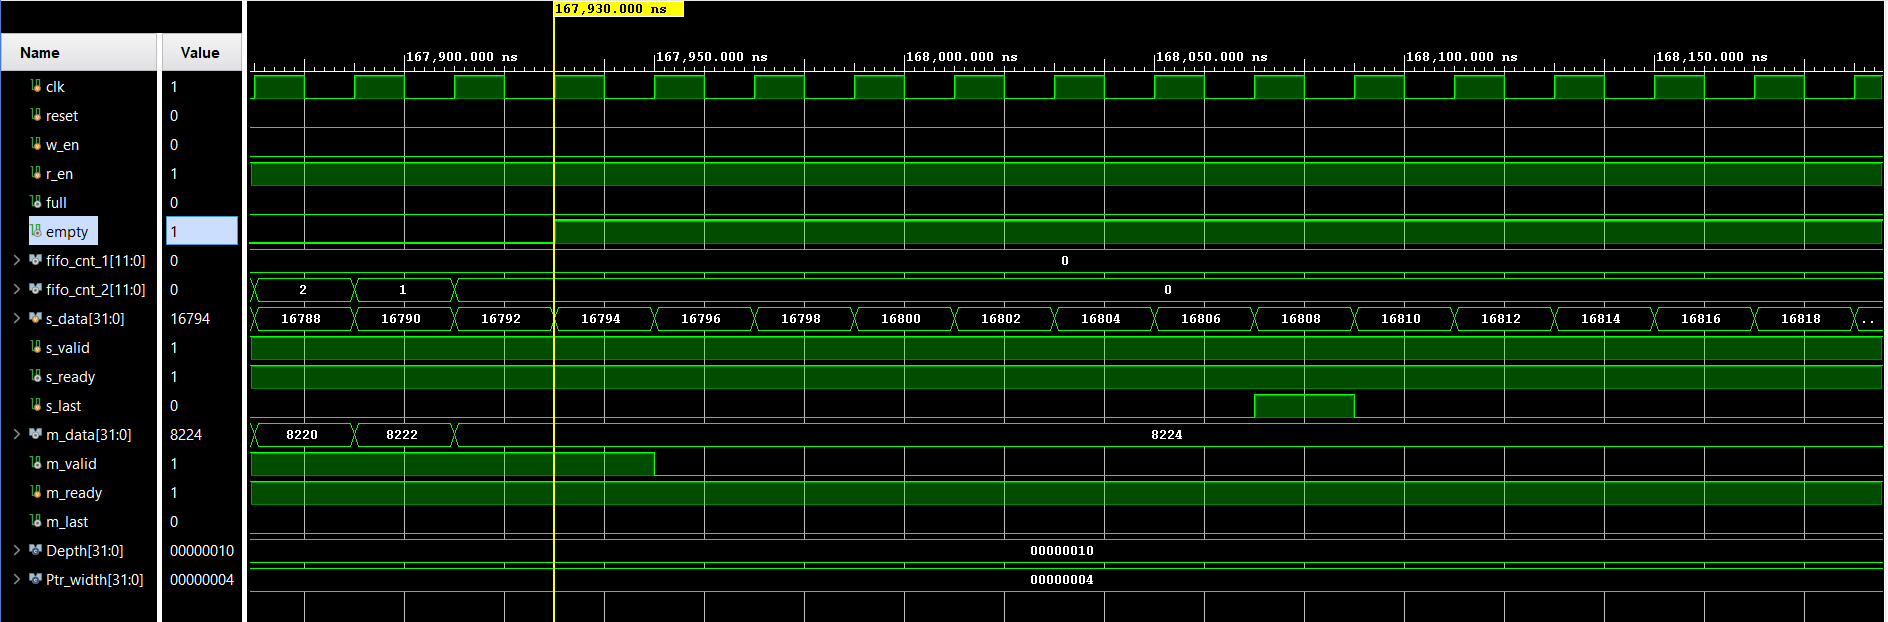 167,930.000 ns
Name Value
167,900.000 ns 167,950.000 ns 168,000.000 ns 168,050.000 ns 168,100.000 ns 168,150.000 ns
clk 1
reset 0
w_en 0
r_en 1
full 0
empty 1
fifo_cnt_1[11:0] 0 0
fifo_cnt_2[11:0] 0 2 1 0
s_data[31:0] 16794 16788 16790 16792 16794 16796 16798 16800 16802 16804 16806 16808 16810 16812 16814 16816 16818 ..
s_valid 1
s_ready 1
s_last 0
m_data[31:0] 8224 8220 8222 8224
m_valid 1
m_ready 1
m_last 0
Depth[31:0] 00000010 00000010
Ptr_width[31:0] 00000004 00000004